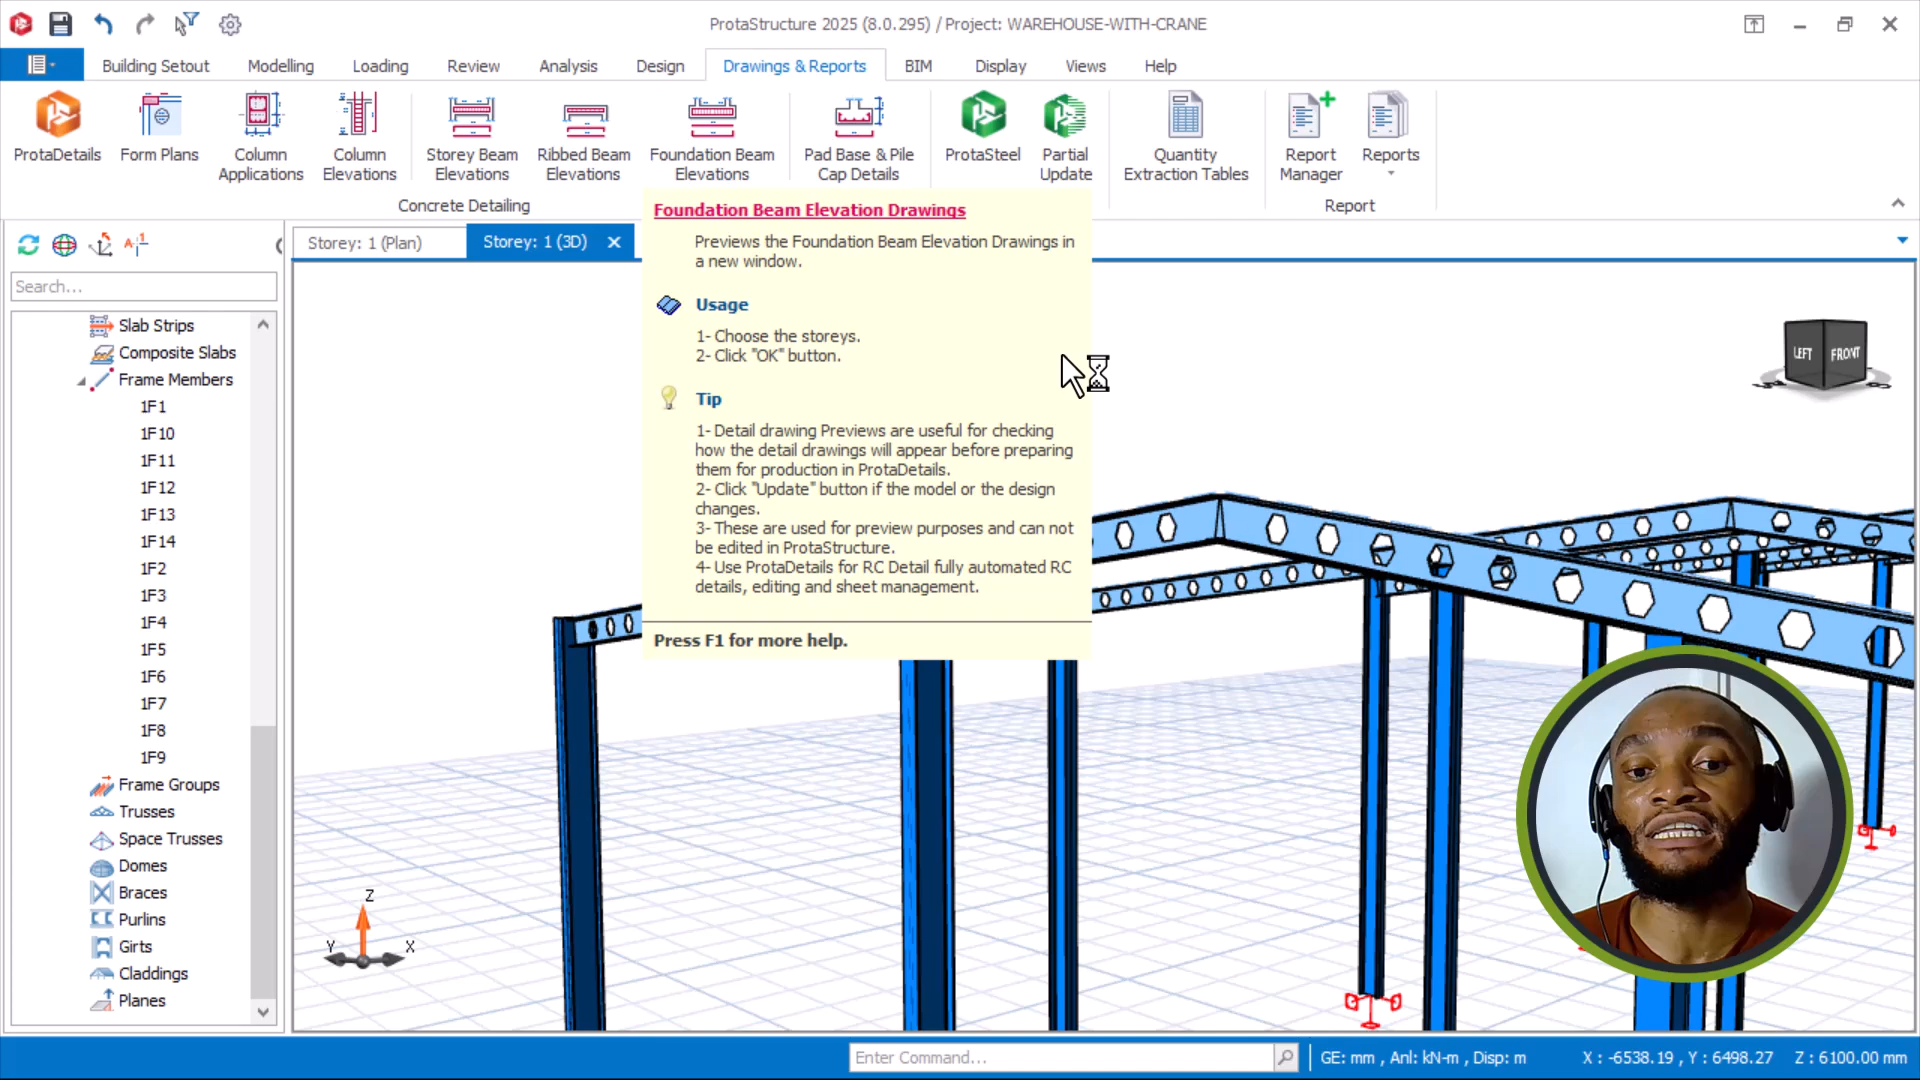 ProtaStructure 2025 (8.0.295) / Project: WAREHOUSE-WITH-CRANE
Building Setout
Modelling
Loading
Review
Analysis
Design
Drawings & Reports
BIM
Display
Views
Help
ProtaDetails
Form Plans
Column
Applications
Column
Elevations
Storey Beam
Elevations
Ribbed Beam
Elevations
Foundation Beam
Elevations
Pad Base & Pile
Cap Details
ProtaSteel
Partial
Update
Quantity
Extraction Tables
Report
Manager
Reports
Concrete Detailing
Report
Storey: 1 (Plan)
Storey: 1 (3D)
Search...
Slab Strips
Composite Slabs
Frame Members
1F1
1F10
1F11
1F12
1F13
1F14
1F2
1F3
1F4
1F5
1F6
1F7
1F8
1F9
Frame Groups
Trusses
Space Trusses
Domes
Braces
Purlins
Girts
Claddings
Planes
Foundation Beam Elevation Drawings
Previews the Foundation Beam Elevation Drawings in
a new window.
Usage
1- Choose the storeys.
2- Click "OK" button.
Tip
1- Detail drawing Previews are useful for checking
how the detail drawings will appear before preparing
them for production in ProtaDetails.
2- Click "Update" button if the model or the design
changes.
3- These are used for preview purposes and can not
be edited in ProtaStructure.
4- Use ProtaDetails for RC Detail fully automated RC
details, editing and sheet management.
Press F1 for more help.
LEFT
FRONT
Z
Y
X
Enter Command...
GE: mm , Anl: kN-m , Disp: m
X : -6538.19 , Y : 6498.27
Z : 6100.00 mm